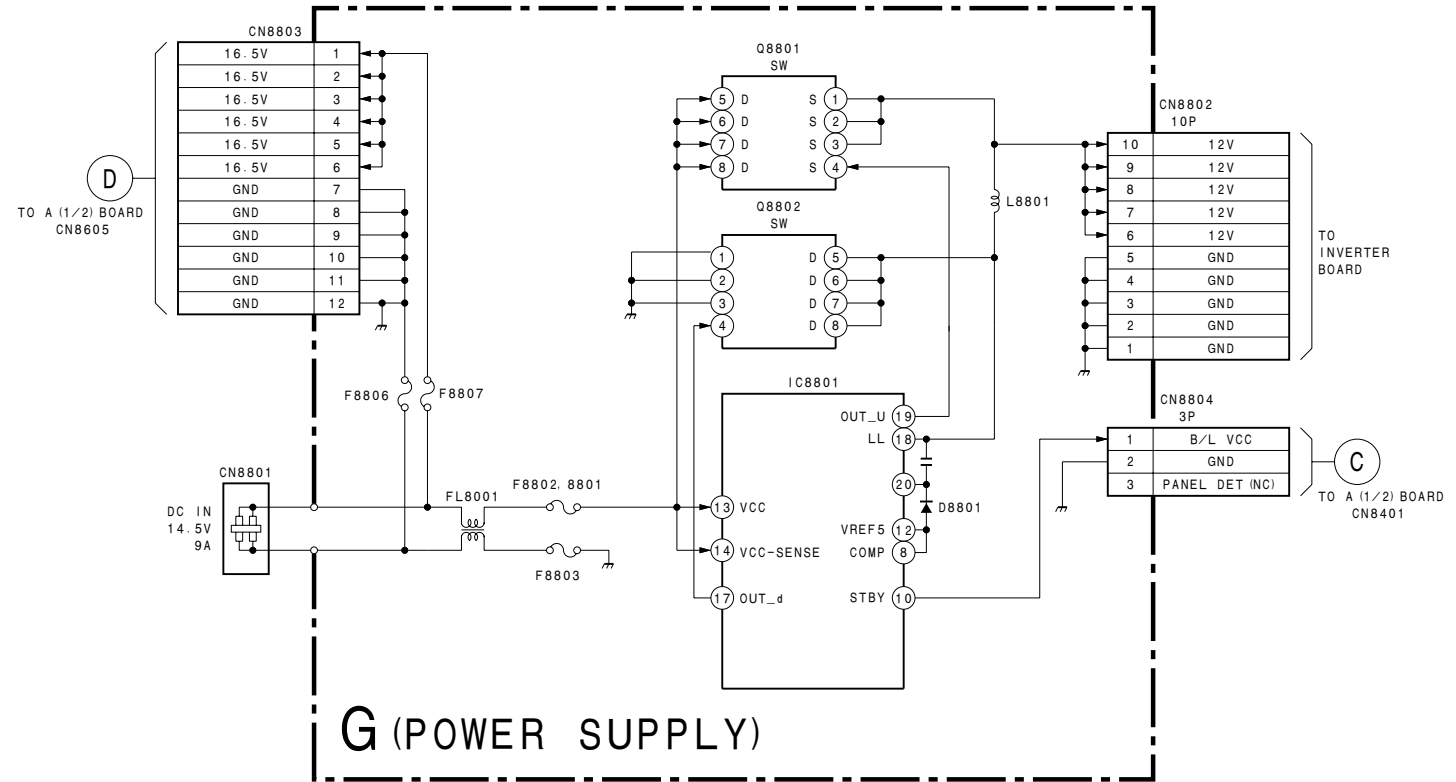 CN8803
16.5V 1
16.5V 2
16.5V 3
16.5V 4
16.5V 5
16.5V 6
GND 7
GND 8
GND 9
GND 10
GND 11
GND 12
D
TO A (1/2) BOARD
CN8605
F8806
F8807
CN8801
DC IN
14.5V
9A
FL8001
F8802, 8801
F8803
Q8801
SW
5 D S 1
6 D S 2
7 D S 3
8 D S 4
Q8802
SW
1 D 5
2 D 6
3 D 7
4 D 8
L8801
IC8801
OUT_U 19
LL 18
20
D8801
13 VCC
VREF5 12
14 VCC-SENSE
COMP 8
17 OUT_d
STBY 10
CN8802
10P
10 12V
9 12V
8 12V
7 12V
6 12V
5 GND
4 GND
3 GND
2 GND
1 GND
TO
INVERTER
BOARD
CN8804
3P
1 B/L VCC
2 GND
3 PANEL DET (NC)
C
TO A (1/2) BOARD
CN8401
G (POWER SUPPLY)